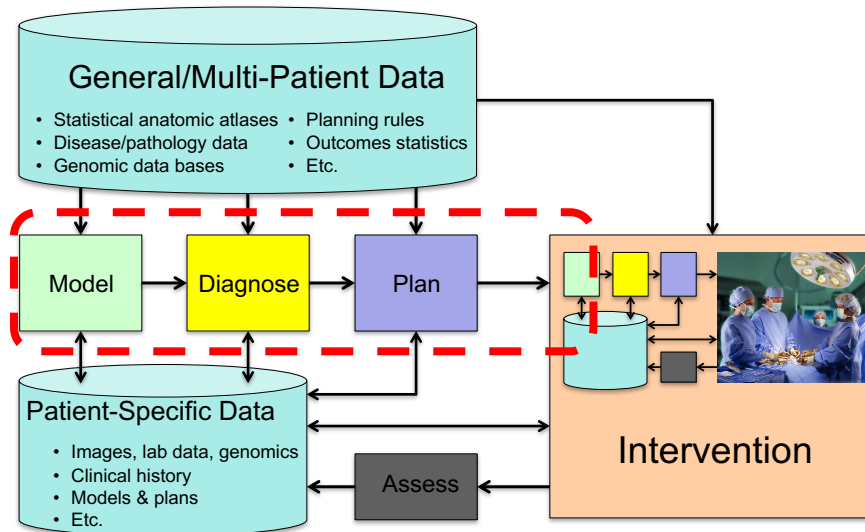 General/Multi-Patient Data
• Statistical anatomic atlases
• Disease/pathology data
• Genomic data bases
• Planning rules
• Outcomes statistics
• Etc.
Model
Diagnose
Plan
Patient-Specific Data
• Images, lab data, genomics
• Clinical history
• Models & plans
• Etc.
Assess
Intervention